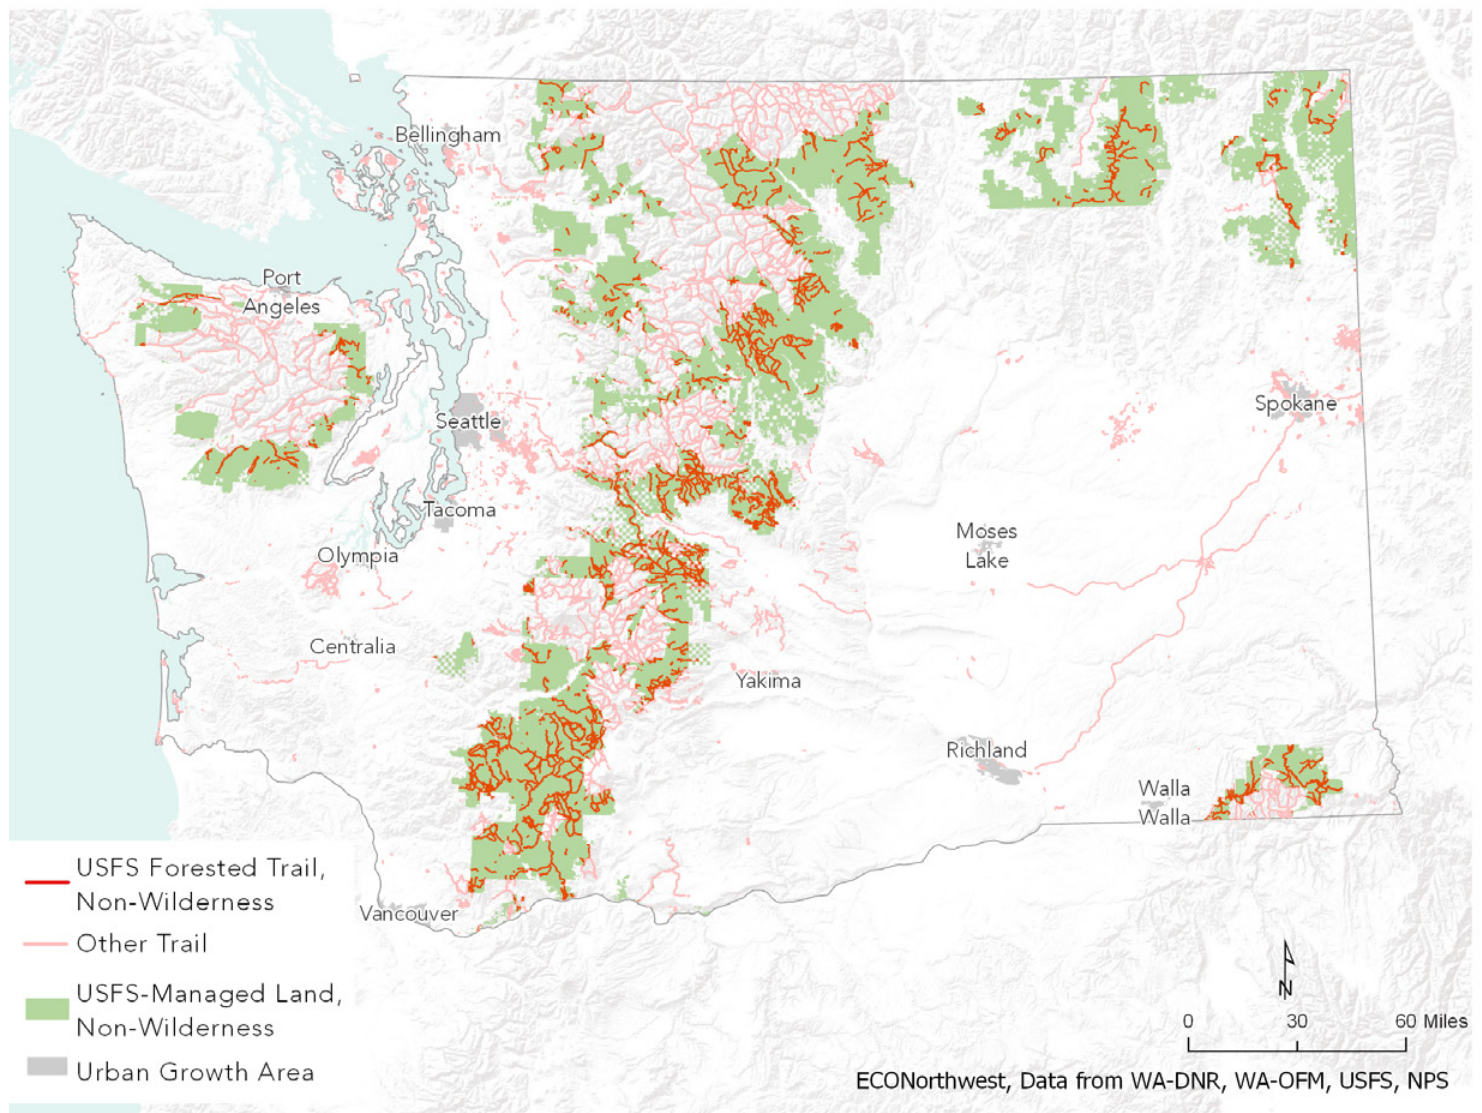 Bellingham
Port
Angeles
Seattle
Spokane
Tacoma
Moses
Lake
Olympia
Centralia
Yakima
Richland
Walla
Walla
Vancouver
USFS Forested Trail,
Non-Wilderness
Other Trail
USFS-Managed Land,
Non-Wilderness
Urban Growth Area
N
0 30 60 Miles
ECONorthwest, Data from WA-DNR, WA-OFM, USFS, NPS